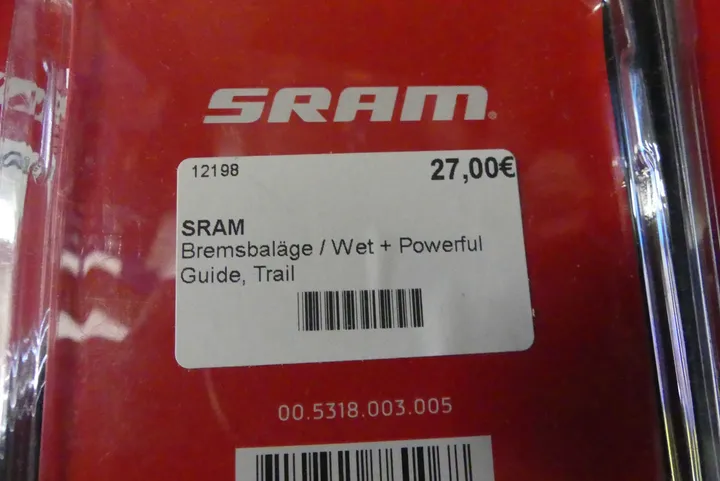 SRAM
12198 27,00€
SRAM
Bremsbaläge / Wet + Powerful
Guide, Trail
00.5318.003.005